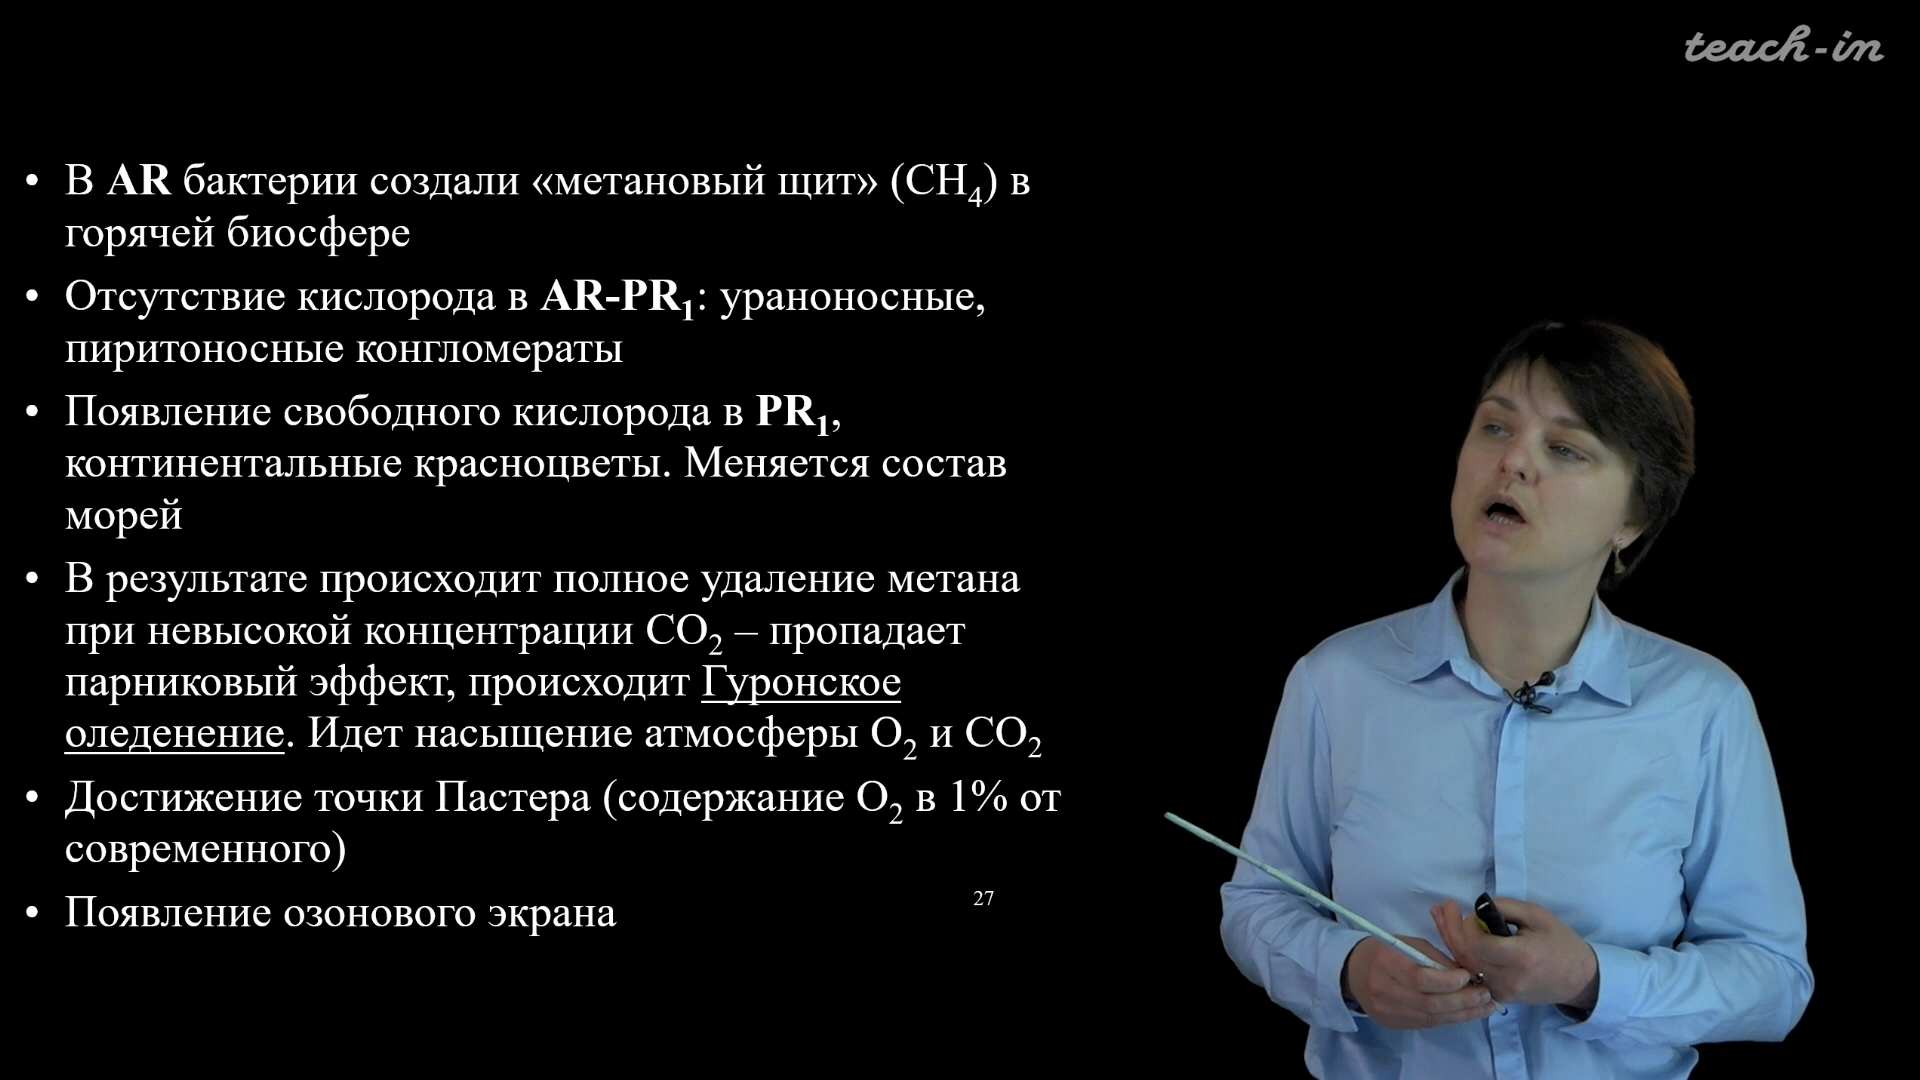 teach-in
• В AR бактерии создали «метановый щит» (CH₄) в
горячей биосфере
• Отсутствие кислорода в AR-PR₁: ураноносные,
пиритоносные конгломераты
• Появление свободного кислорода в PR₁,
континентальные красноцветы. Меняется состав
морей
• В результате происходит полное удаление метана
при невысокой концентрации CO₂ – пропадает
парниковый эффект, происходит Гуронское
оледенение. Идет насыщение атмосферы O₂ и CO₂
• Достижение точки Пастера (содержание O₂ в 1% от
современного)
• Появление озонового экрана
27